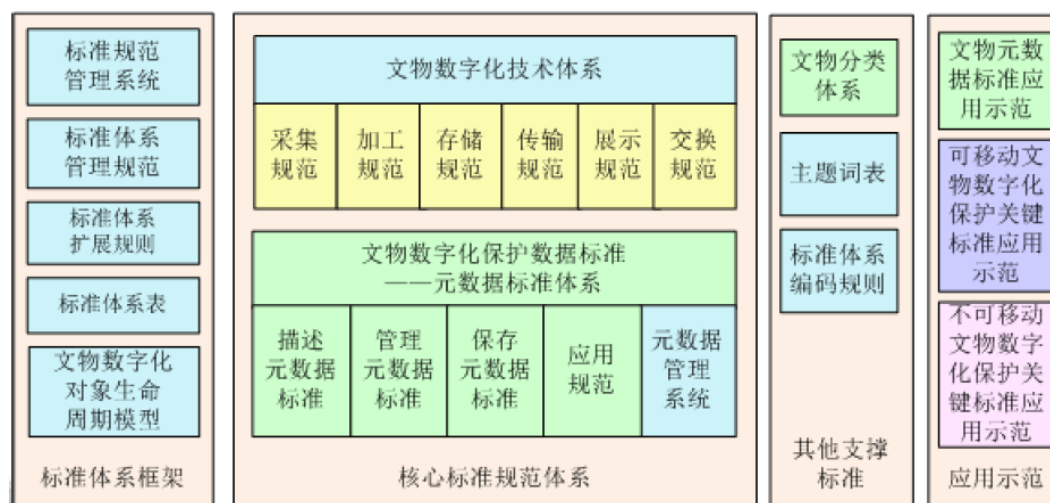 标准规范
管理系统
标准体系
管理规范
标准体系
扩展规则
标准体系表
文物数字化
对象生命
周期模型
标准体系框架
文物数字化技术体系
采集
规范
加工
规范
存储
规范
传输
规范
展示
规范
交换
规范
文物数字化保护数据标准
——元数据标准体系
描述
元数据
标准
管理
元数据
标准
保存
元数据
标准
应用
规范
元数据
管理
系统
核心标准规范体系
文物分类
体系
主题词表
标准体系
编码规则
其他支撑
标准
文物元数
据标准应
用示范
可移动文
物数字化
保护关键
标准应用
示范
不可移动
文物数字
化保护关
键标准应
用示范
应用示范